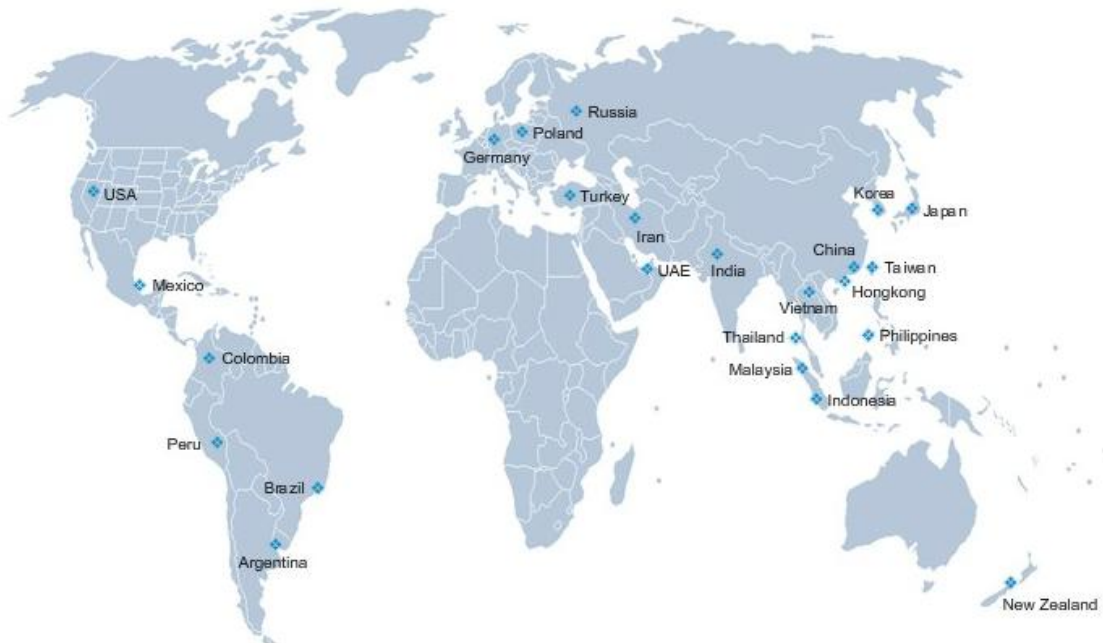 Russia
Poland
Germany
USA
Turkey
Korea
Japan
Iran
China
UAE
India
Taiwan
Mexico
Hongkong
Vietnam
Thailand
Philippines
Colombia
Malaysia
Indonesia
Peru
Brazil
Argentina
New Zealand